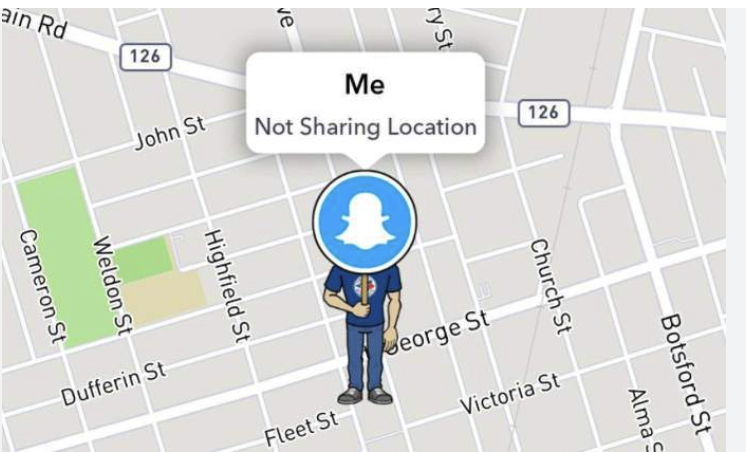 ain Rd
126
ve
ry St
Me
Not Sharing Location
126
John St
Cameron St
Weldon St
Highfield St
Church St
eorge St
Botsford St
Dufferin St
Victoria St
Alma S
Fleet St